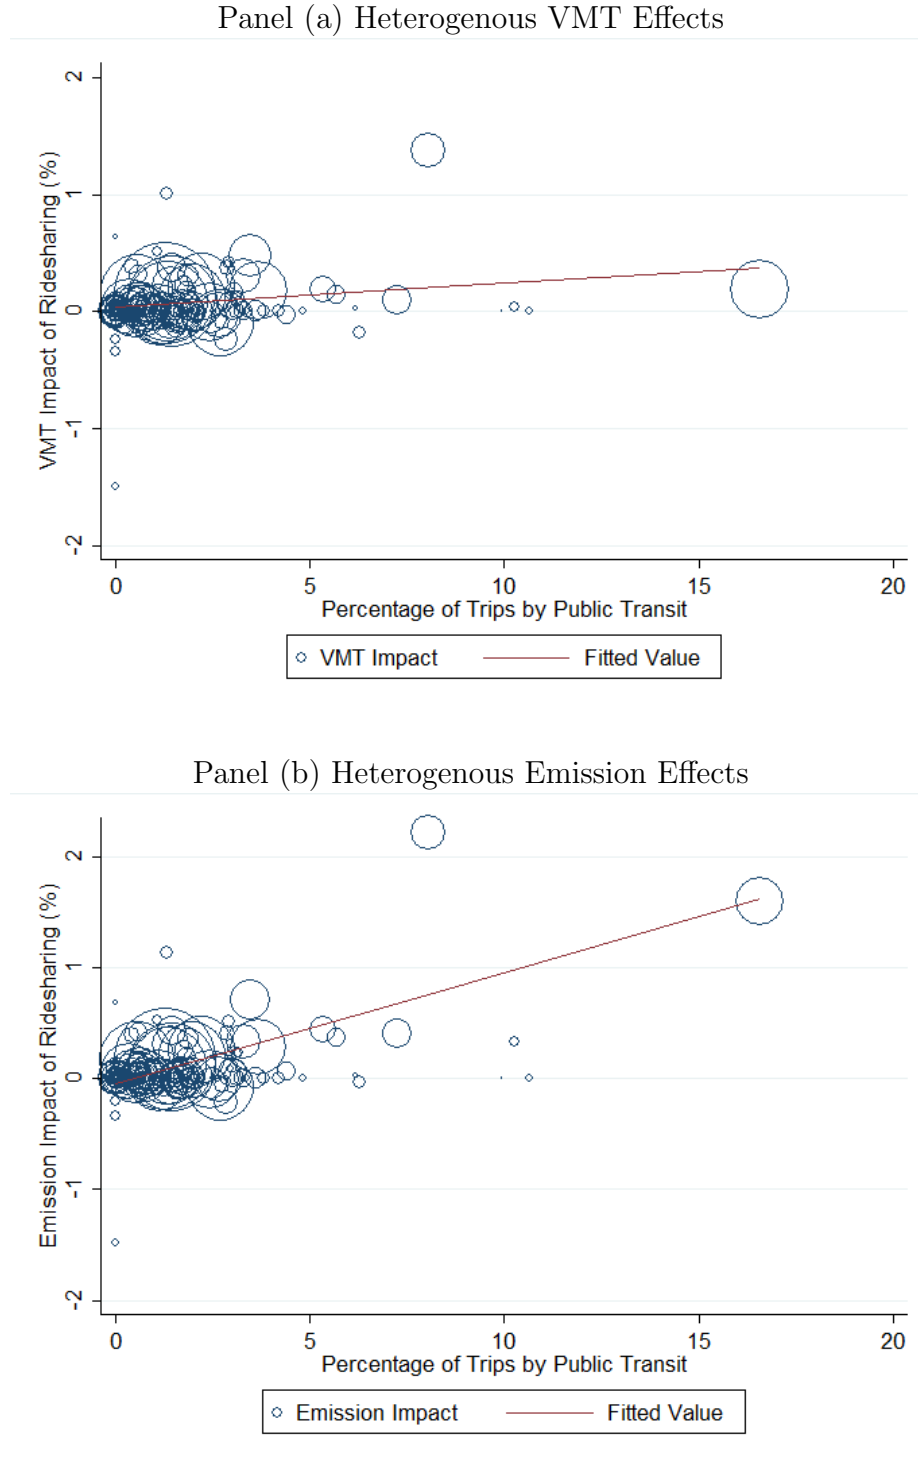 Panel (a) Heterogenous VMT Effects
VMT Impact of Ridesharing (%)
2
1
0
-1
-2
0 5 10 15 20
Percentage of Trips by Public Transit
VMT Impact Fitted Value
Panel (b) Heterogenous Emission Effects
Emission Impact of Ridesharing (%)
2
1
0
-1
-2
0 5 10 15 20
Percentage of Trips by Public Transit
Emission Impact Fitted Value